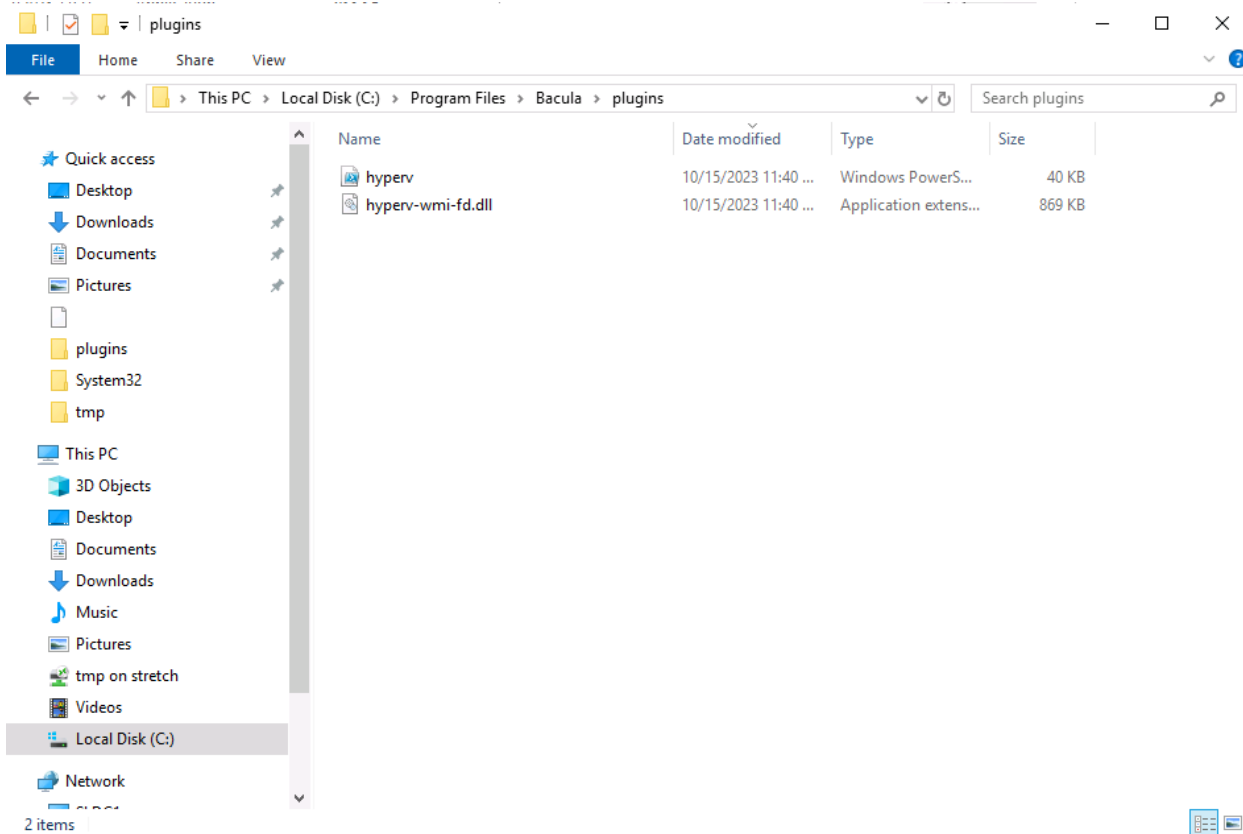 plugins
File Home Share View
This PC > Local Disk (C:) > Program Files > Bacula > plugins
Search plugins
Name Date modified Type Size
hyperv 10/15/2023 11:40 ... Windows PowerS... 40 KB
hyperv-wmi-fd.dll 10/15/2023 11:40 ... Application extens... 869 KB
Quick access
Desktop
Downloads
Documents
Pictures
plugins
System32
tmp
This PC
3D Objects
Desktop
Documents
Downloads
Music
Pictures
tmp on stretch
Videos
Local Disk (C:)
Network
2 items